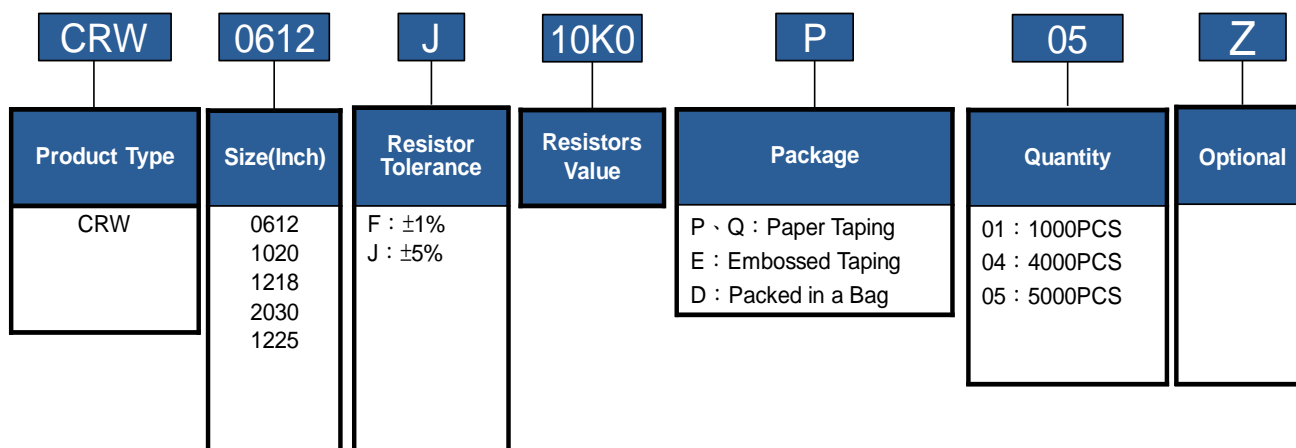 CRW 0612 J 10K0 P 05 Z
Product Type
Size(Inch)
Resistor
Tolerance
Resistors
Value
Package
Quantity
Optional
CRW
0612
1020
1218
2030
1225
F：±1%
J：±5%
P、Q：Paper Taping
E：Embossed Taping
D：Packed in a Bag
01：1000PCS
04：4000PCS
05：5000PCS